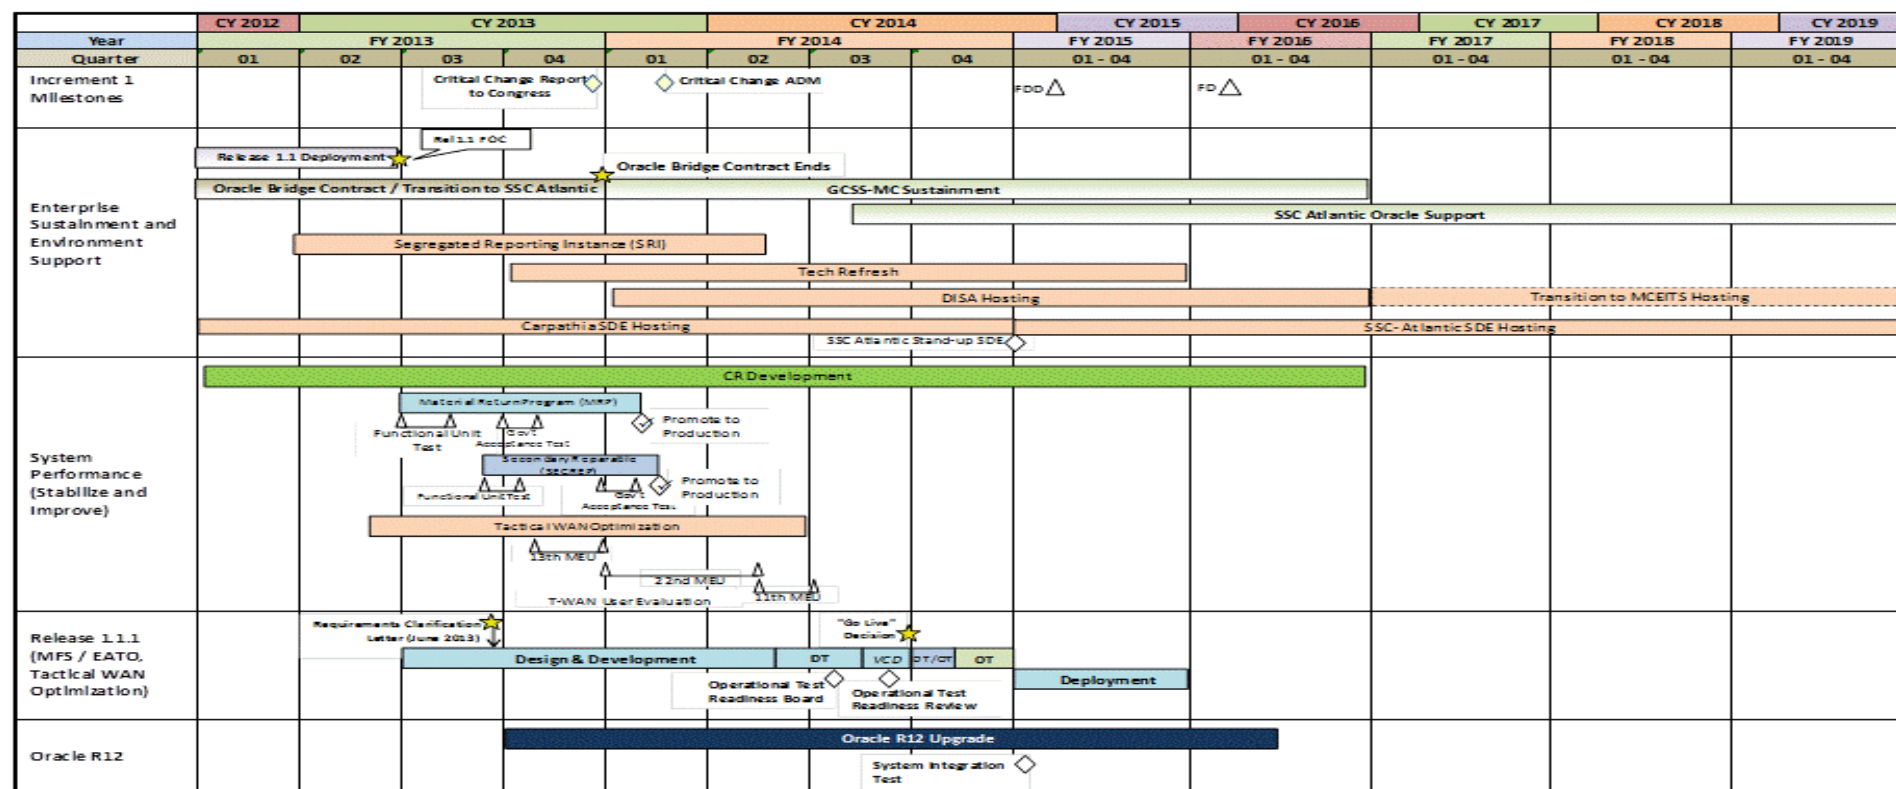 CY 2012 CY 2013 CY 2014 CY 2015 CY 2016 CY 2017 CY 2018 CY 2019
Year FY 2013 FY 2014 FY 2015 FY 2016 FY 2017 FY 2018 FY 2019
Quarter 01 02 03 04 01 02 03 04 01 - 04 01 - 04 01 - 04 01 - 04 01 - 04
Increment 1
Milestones
Critical Change Report
to Congress
Critical Change ADM
FDD
FD
Enterprise
Sustainment and
Environment
Support
Rel 1.1 FOC
Release 1.1 Deployment
Oracle Bridge Contract Ends
Oracle Bridge Contract / Transition to SSC Atlantic
GCSS-MC Sustainment
SSC Atlantic Oracle Support
Segregated Reporting Instance (SRI)
Tech Refresh
DISA Hosting
Transition to MCEITS Hosting
Carpathia SDE Hosting
SSC-Atlantic SDE Hosting
SSC Atlantic Stand-up SDE
System
Performance
(Stabilize and
Improve)
CR Development
Material Return Program (MRP)
Functional Unit
Test
Gov't
Acceptance Test
Promote to
Production
Secondary Reparable
(SECREP)
Functional Unit Test
Gov't
Acceptance Test
Promote to
Production
Tactical WAN Optimization
13th MEU
22nd MEU
11th MEU
T-WAN User Evaluation
Release 1.1.1
(MFS / EATO,
Tactical WAN
Optimization)
Requirements Clarification
Letter (June 2013)
"Go Live"
Decision
Design & Development
DT
VCD
DT/OT
OT
Deployment
Operational Test
Readiness Board
Operational Test
Readiness Review
Oracle R12
Oracle R12 Upgrade
System Integration
Test